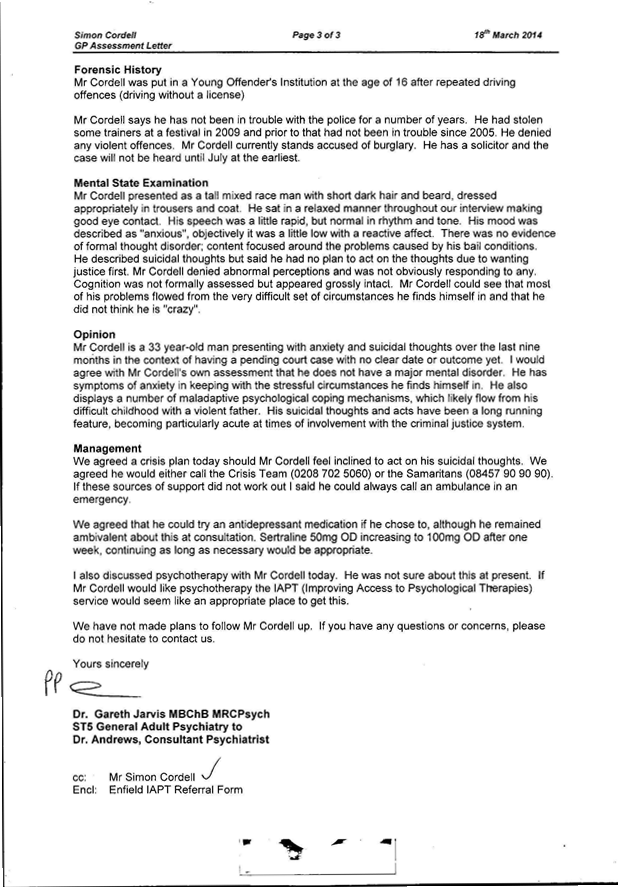 Simon Cordell Page 3 of 3 18th March 2014
GP Assessment Letter
Forensic History
Mr Cordell was put in a Young Offender's Institution at the age of 16 after repeated driving
offences (driving without a license)
Mr Cordell says he has not been in trouble with the police for a number of years. He had stolen
some trainers at a festival in 2009 and prior to that had not been in trouble since 2005. He denied
any violent offences. Mr Cordell currently stands accused of burglary. He has a solicitor and the
case will not be heard until July at the earliest.
Mental State Examination
Mr Cordell presented as a tall mixed race man with short dark hair and beard, dressed
appropriately in trousers and coat. He sat in a relaxed manner throughout our interview making
good eye contact. His speech was a little rapid, but normal in rhythm and tone. His mood was
described as "anxious", objectively it was a little low with a reactive affect. There was no evidence
of formal thought disorder; content focused around the problems caused by his bail conditions.
He described suicidal thoughts but said he had no plan to act on the thoughts due to wanting
justice first. Mr Cordell denied abnormal perceptions and was not obviously responding to any.
Cognition was not formally assessed but appeared grossly intact. Mr Cordell could see that most
of his problems flowed from the very difficult set of circumstances he finds himself in and that he
did not think he is "crazy".
Opinion
Mr Cordell is a 33 year-old man presenting with anxiety and suicidal thoughts over the last nine
months in the context of having a pending court case with no clear date or outcome yet. I would
agree with Mr Cordell's own assessment that he does not have a major mental disorder. He has
symptoms of anxiety in keeping with the stressful circumstances he finds himself in. He also
displays a number of maladaptive psychological coping mechanisms, which likely flow from his
difficult childhood with a violent father. His suicidal thoughts and acts have been a long running
feature, becoming particularly acute at times of involvement with the criminal justice system.
Management
We agreed a crisis plan today should Mr Cordell feel inclined to act on his suicidal thoughts. We
agreed he would either call the Crisis Team (0208 702 5060) or the Samaritans (08457 90 90 90).
If these sources of support did not work out I said he could always call an ambulance in an
emergency.
We agreed that he could try an antidepressant medication if he chose to, although he remained
ambivalent about this at consultation. Sertraline 50mg OD increasing to 100mg OD after one
week, continuing as long as necessary would be appropriate.
I also discussed psychotherapy with Mr Cordell today. He was not sure about this at present. If
Mr Cordell would like psychotherapy the IAPT (Improving Access to Psychological Therapies)
service would seem like an appropriate place to get this.
We have not made plans to follow Mr Cordell up. If you have any questions or concerns, please
do not hesitate to contact us.
Yours sincerely
PP
Dr. Gareth Jarvis MBChB MRCPsych
ST5 General Adult Psychiatry to
Dr. Andrews, Consultant Psychiatrist
cc: Mr Simon Cordell ✓
Encl: Enfield IAPT Referral Form